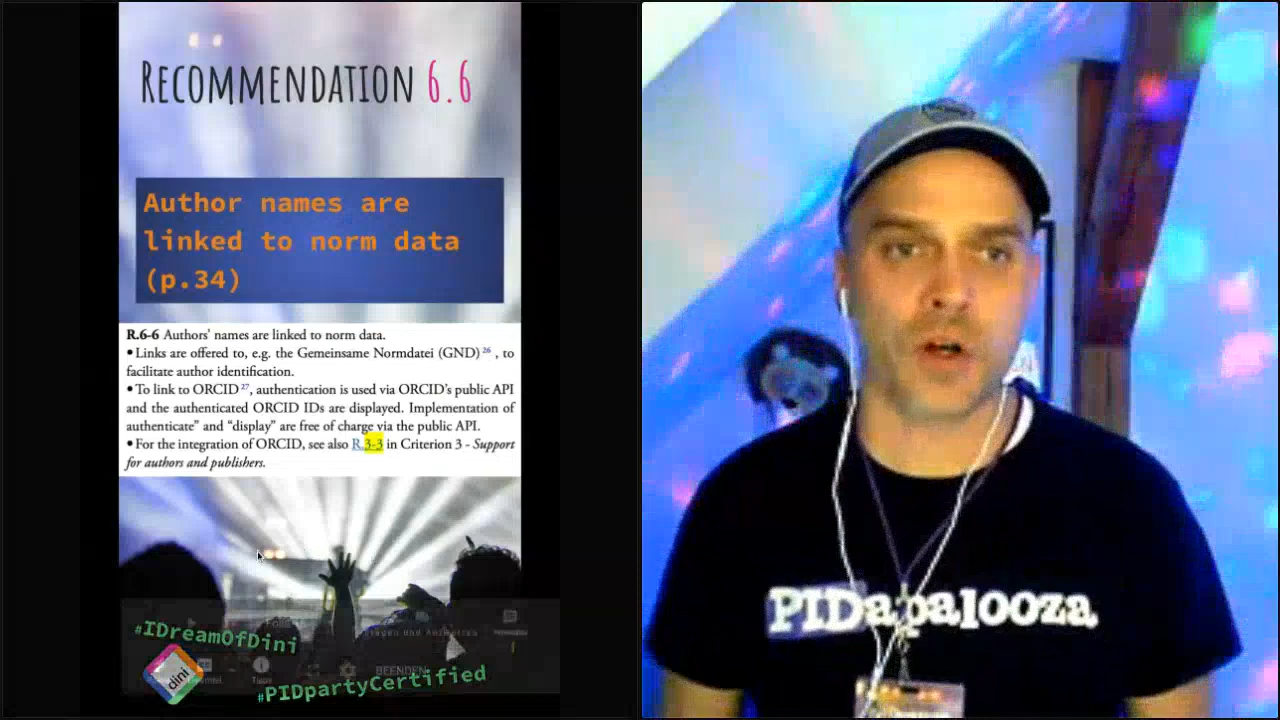 RECOMMENDATION 6.6
Author names are
linked to norm data
(p.34)
R.6-6 Authors' names are linked to norm data.
•Links are offered to, e.g. the Gemeinsame Normdatei (GND) 26 , to
facilitate author identification.
•To link to ORCID 27, authentication is used via ORCID's public API
and the authenticated ORCID IDs are displayed. Implementation of
authenticate” and “display” are free of charge via the public API.
•For the integration of ORCID, see also R.3-3 in Criterion 3 - Support
for authors and publishers.
#IDreamOfDini
dini
BEENDEN
#PIDpartyCertified
PIDapalooza